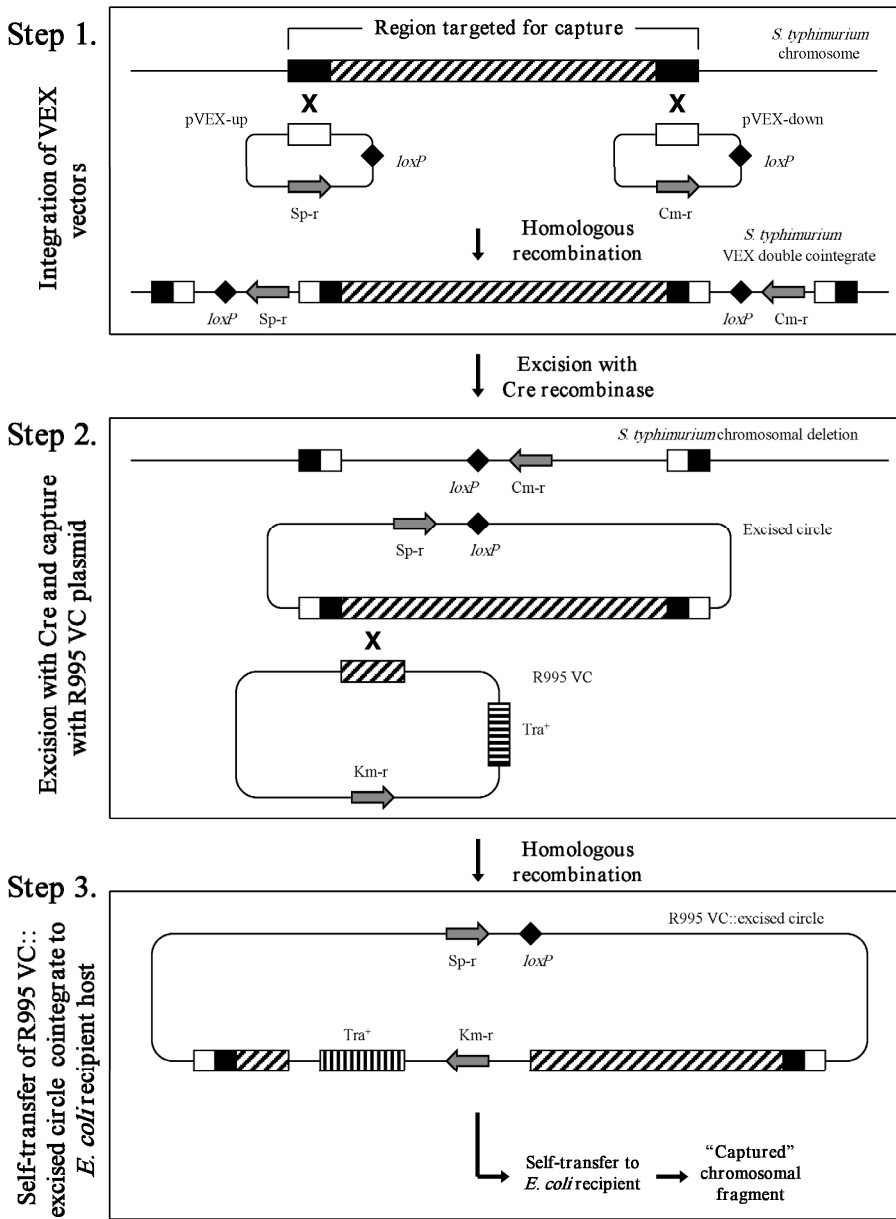 Step 1.
Integration of VEX
vectors
Region targeted for capture
S. typhimurium
chromosome
X
X
pVEX-up
pVEX-down
loxP
loxP
Sp-r
Cm-r
Homologous
recombination
S. typhimurium
VEX double cointegrate
loxP
Sp-r
loxP
Cm-r
Excision with
Cre recombinase
Step 2.
Excision with Cre and capture
with R995 VC plasmid
S. typhimurium chromosomal deletion
loxP
Cm-r
Excised circle
Sp-r
loxP
X
R995 VC
Tra+
Km-r
Homologous
recombination
Step 3.
Self-transfer of R995 VC::
excised circle cointegrate to
E. coli recipient host
R995 VC::excised circle
Sp-r
loxP
Tra+
Km-r
Self-transfer to
E. coli recipient
“Captured”
chromosomal
fragment